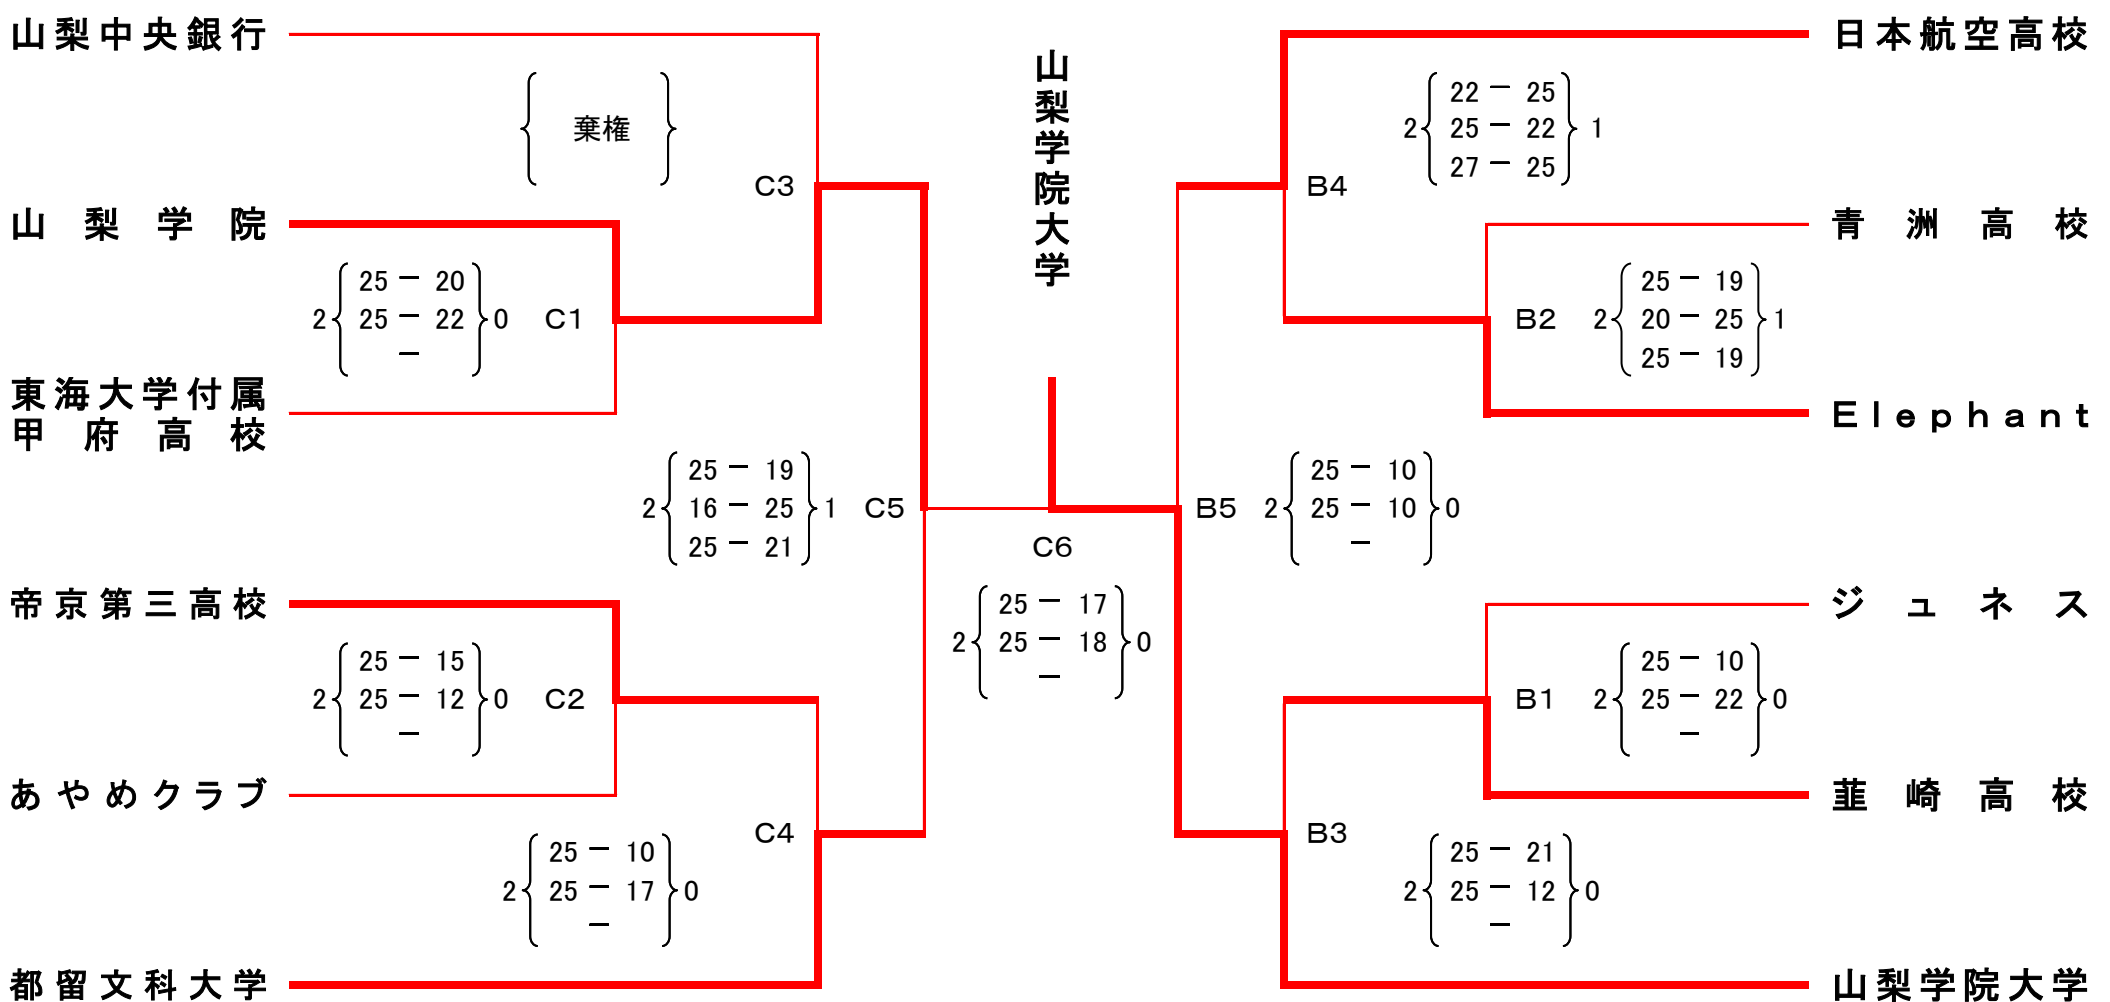 山梨中央銀行
棄権
C3
山梨学院
25 － 20
2 25 － 22 0
－
C1
東海大学付属
甲府高校
25 － 19
2 16 － 25 1
25 － 21
C5
帝京第三高校
25 － 15
2 25 － 12 0
－
C2
あやめクラブ
C4
25 － 10
2 25 － 17 0
－
都留文科大学
山梨学院大学
C6
25 － 17
2 25 － 18 0
－
日本航空高校
22 － 25
2 25 － 22 1
27 － 25
B4
青洲高校
B2
25 － 19
2 20 － 25 1
25 － 19
Elephant
B5
25 － 10
2 25 － 10 0
－
ジュネス
B1
25 － 10
2 25 － 22 0
－
韮崎高校
B3
25 － 21
2 25 － 12 0
－
山梨学院大学